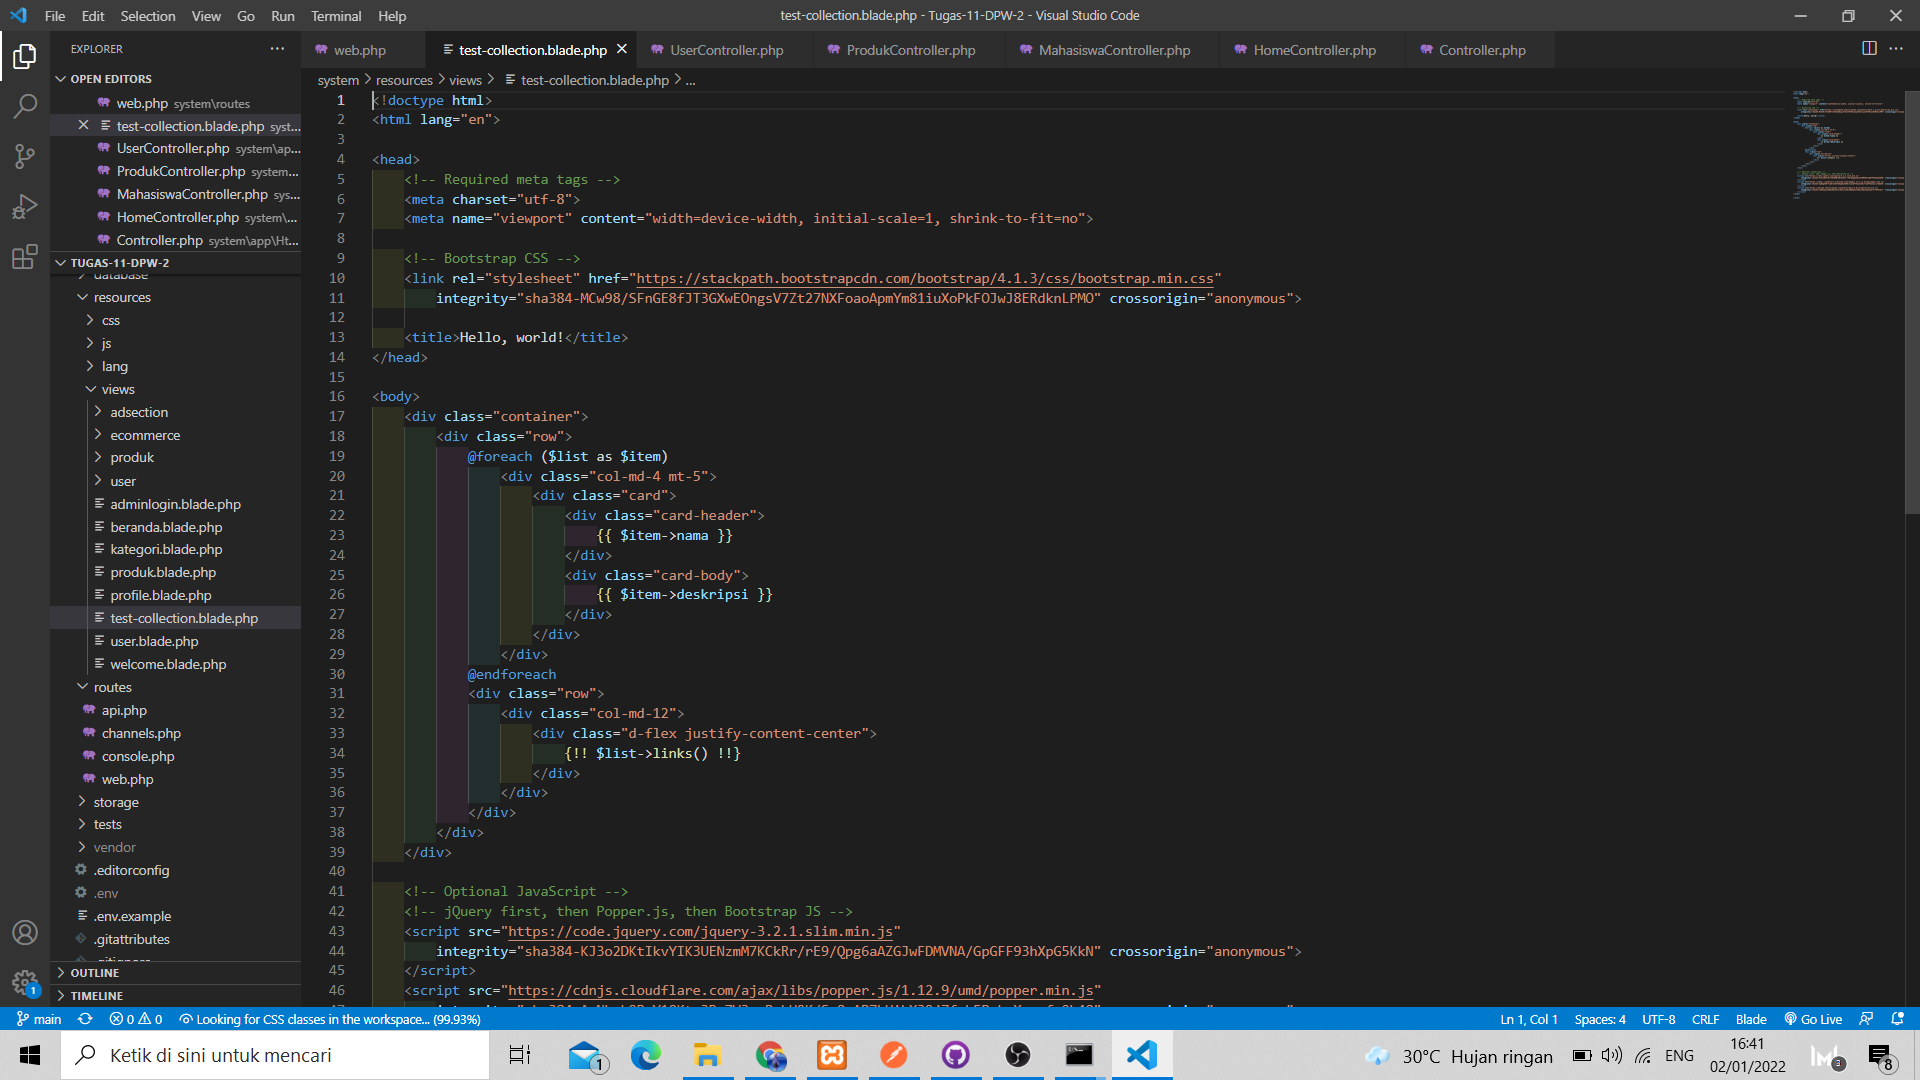 File Edit Selection View Go Run Terminal Help
test-collection.blade.php - Tugas-11-DPW-2 - Visual Studio Code
EXPLORER
web.php
test-collection.blade.php
UserController.php
ProdukController.php
MahasiswaController.php
HomeController.php
Controller.php
OPEN EDITORS
web.php system\routes
test-collection.blade.php syst...
UserController.php system\ap...
ProdukController.php system...
MahasiswaController.php sys...
HomeController.php system\...
Controller.php system\app\Ht...
TUGAS-11-DPW-2
database
resources
css
js
lang
views
adsection
ecommerce
produk
user
adminlogin.blade.php
beranda.blade.php
kategori.blade.php
produk.blade.php
profile.blade.php
test-collection.blade.php
user.blade.php
welcome.blade.php
routes
api.php
channels.php
console.php
web.php
storage
tests
vendor
.editorconfig
.env
.env.example
.gitattributes
OUTLINE
TIMELINE
system > resources > views > test-collection.blade.php > ...
1 <!doctype html>
2 <html lang="en">
3
4 <head>
5 <!-- Required meta tags -->
6 <meta charset="utf-8">
7 <meta name="viewport" content="width=device-width, initial-scale=1, shrink-to-fit=no">
8
9 <!-- Bootstrap CSS -->
10 <link rel="stylesheet" href="https://stackpath.bootstrapcdn.com/bootstrap/4.1.3/css/bootstrap.min.css"
11 integrity="sha384-MCw98/SFnGE8fJT3GXwEOngsV7Zt27NXFoaoApmYm81iuXoPkFOJwJ8ERdknLPMO" crossorigin="anonymous">
12
13 <title>Hello, world!</title>
14 </head>
15
16 <body>
17 <div class="container">
18 <div class="row">
19 @foreach ($list as $item)
20 <div class="col-md-4 mt-5">
21 <div class="card">
22 <div class="card-header">
23 {{ $item->nama }}
24 </div>
25 <div class="card-body">
26 {{ $item->deskripsi }}
27 </div>
28 </div>
29 </div>
30 @endforeach
31 <div class="row">
32 <div class="col-md-12">
33 <div class="d-flex justify-content-center">
34 {!! $list->links() !!}
35 </div>
36 </div>
37 </div>
38 </div>
39 </div>
40
41 <!-- Optional JavaScript -->
42 <!-- jQuery first, then Popper.js, then Bootstrap JS -->
43 <script src="https://code.jquery.com/jquery-3.2.1.slim.min.js"
44 integrity="sha384-KJ3o2DKtIkvYIK3UENzmM7KCkRr/rE9/Qpg6aAZGJwFDMVNA/GpGFF93hXpG5KkN" crossorigin="anonymous">
45 </script>
46 <script src="https://cdnjs.cloudflare.com/ajax/libs/popper.js/1.12.9/umd/popper.min.js"
main 0 0 Looking for CSS classes in the workspace... (99.93%)
Ln 1, Col 1 Spaces: 4 UTF-8 CRLF Blade Go Live
1
Ketik di sini untuk mencari
1
30°C Hujan ringan
ENG
16:41
02/01/2022
3
8